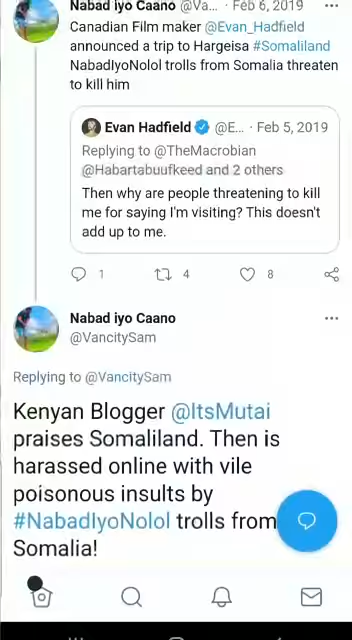 Nabad iyo Caano @Va... · Feb 6, 2019
Canadian Film maker @Evan_Hadfield
announced a trip to Hargeisa #Somaliland
NabadIyoNolol trolls from Somalia threaten
to kill him
Evan Hadfield @E... · Feb 5, 2019
Replying to @TheMacrobian
@Habartabuufkeed and 2 others
Then why are people threatening to kill
me for saying I'm visiting? This doesn't
add up to me.
1 4 8
Nabad iyo Caano
@VancitySam
Replying to @VancitySam
Kenyan Blogger @ItsMutai
praises Somaliland. Then is
harassed online with vile
poisonous insults by
#NabadIyoNolol trolls from
Somalia!